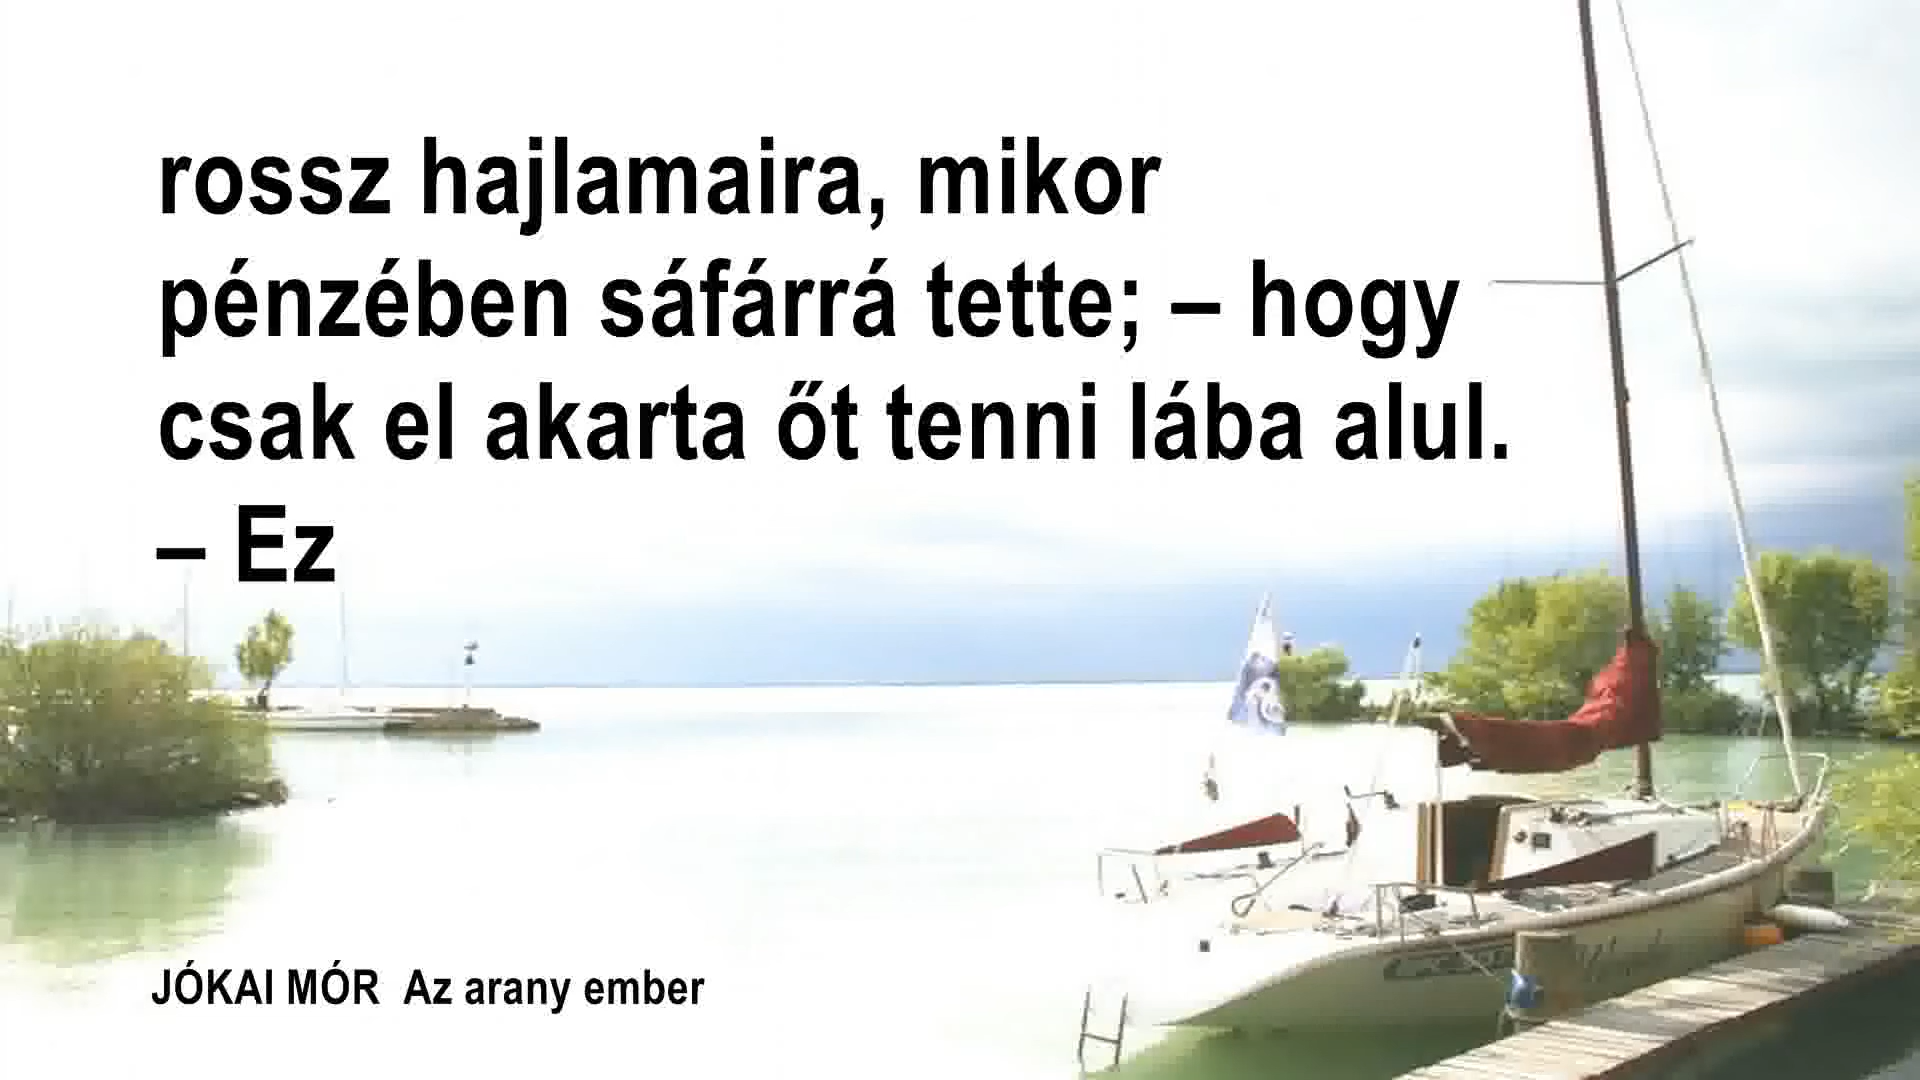 rossz hajlamaira, mikor
pénzében sáfárrá tette; – hogy
csak el akarta őt tenni lába alul.
– Ez
JÓKAI MÓR Az arany ember